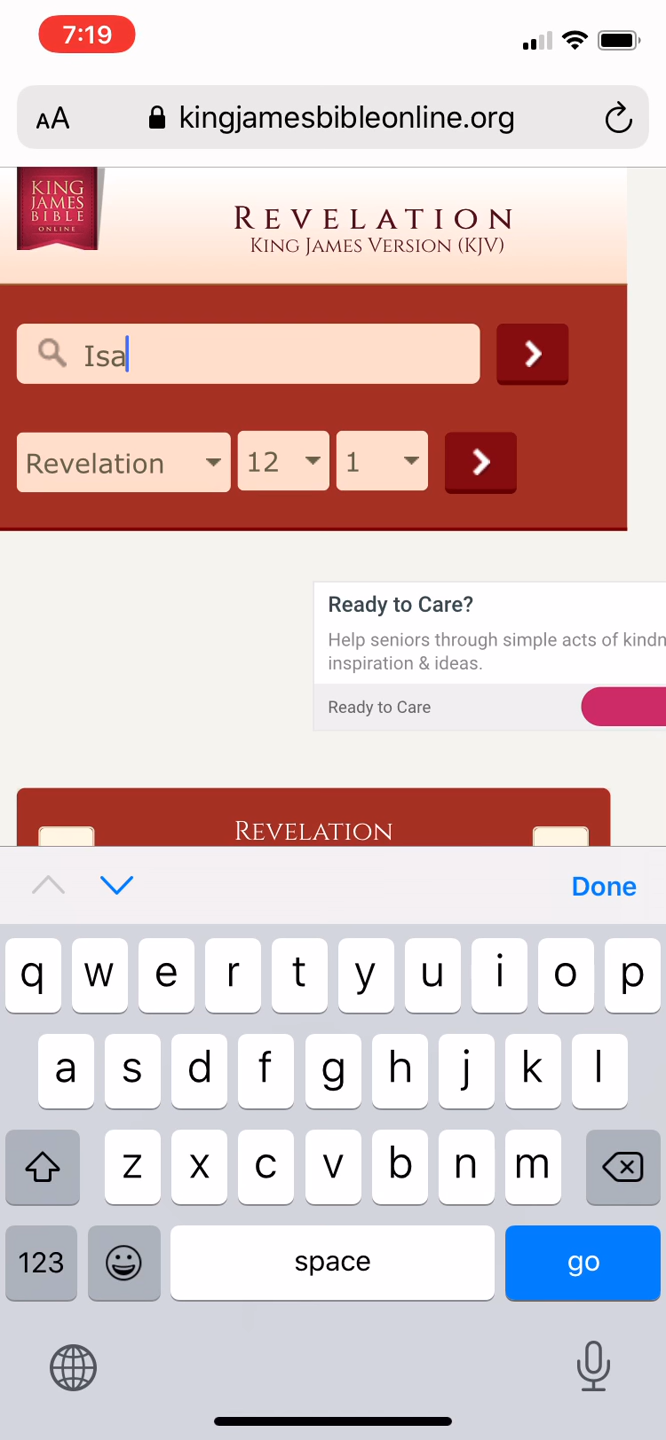 7:19
AA kingjamesbibleonline.org
KING
JAMES
BIBLE
ONLINE
REVELATION
KING JAMES VERSION (KJV)
Isa
Revelation 12 1
Ready to Care?
Help seniors through simple acts of kindn
inspiration & ideas.
Ready to Care
REVELATION
Done
q w e r t y u i o p
a s d f g h j k l
z x c v b n m
123 space go